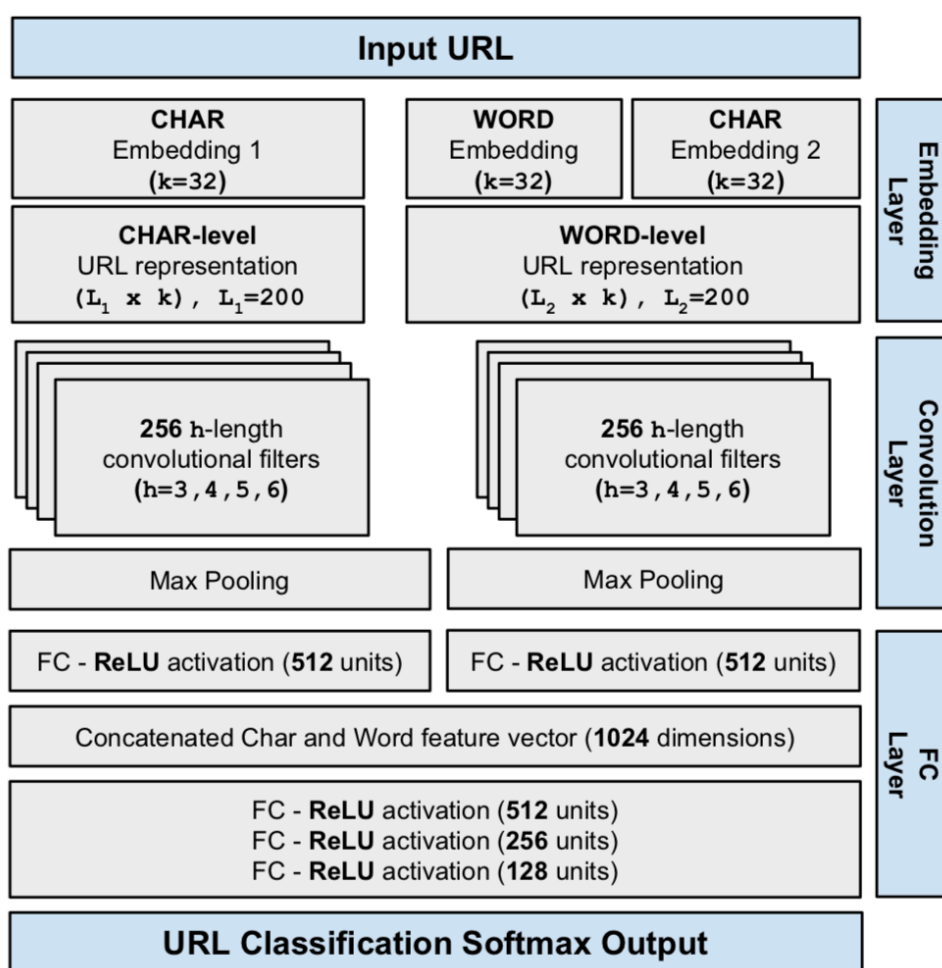 Input URL
CHAR
Embedding 1
(k=32)
WORD
Embedding
(k=32)
CHAR
Embedding 2
(k=32)
Embedding
Layer
CHAR-level
URL representation
(L₁ x k), L₁=200
WORD-level
URL representation
(L₂ x k), L₂=200
256 h-length
convolutional filters
(h=3,4,5,6)
256 h-length
convolutional filters
(h=3,4,5,6)
Convolution
Layer
Max Pooling
Max Pooling
FC - ReLU activation (512 units)
FC - ReLU activation (512 units)
Concatenated Char and Word feature vector (1024 dimensions)
FC
Layer
FC - ReLU activation (512 units)
FC - ReLU activation (256 units)
FC - ReLU activation (128 units)
URL Classification Softmax Output